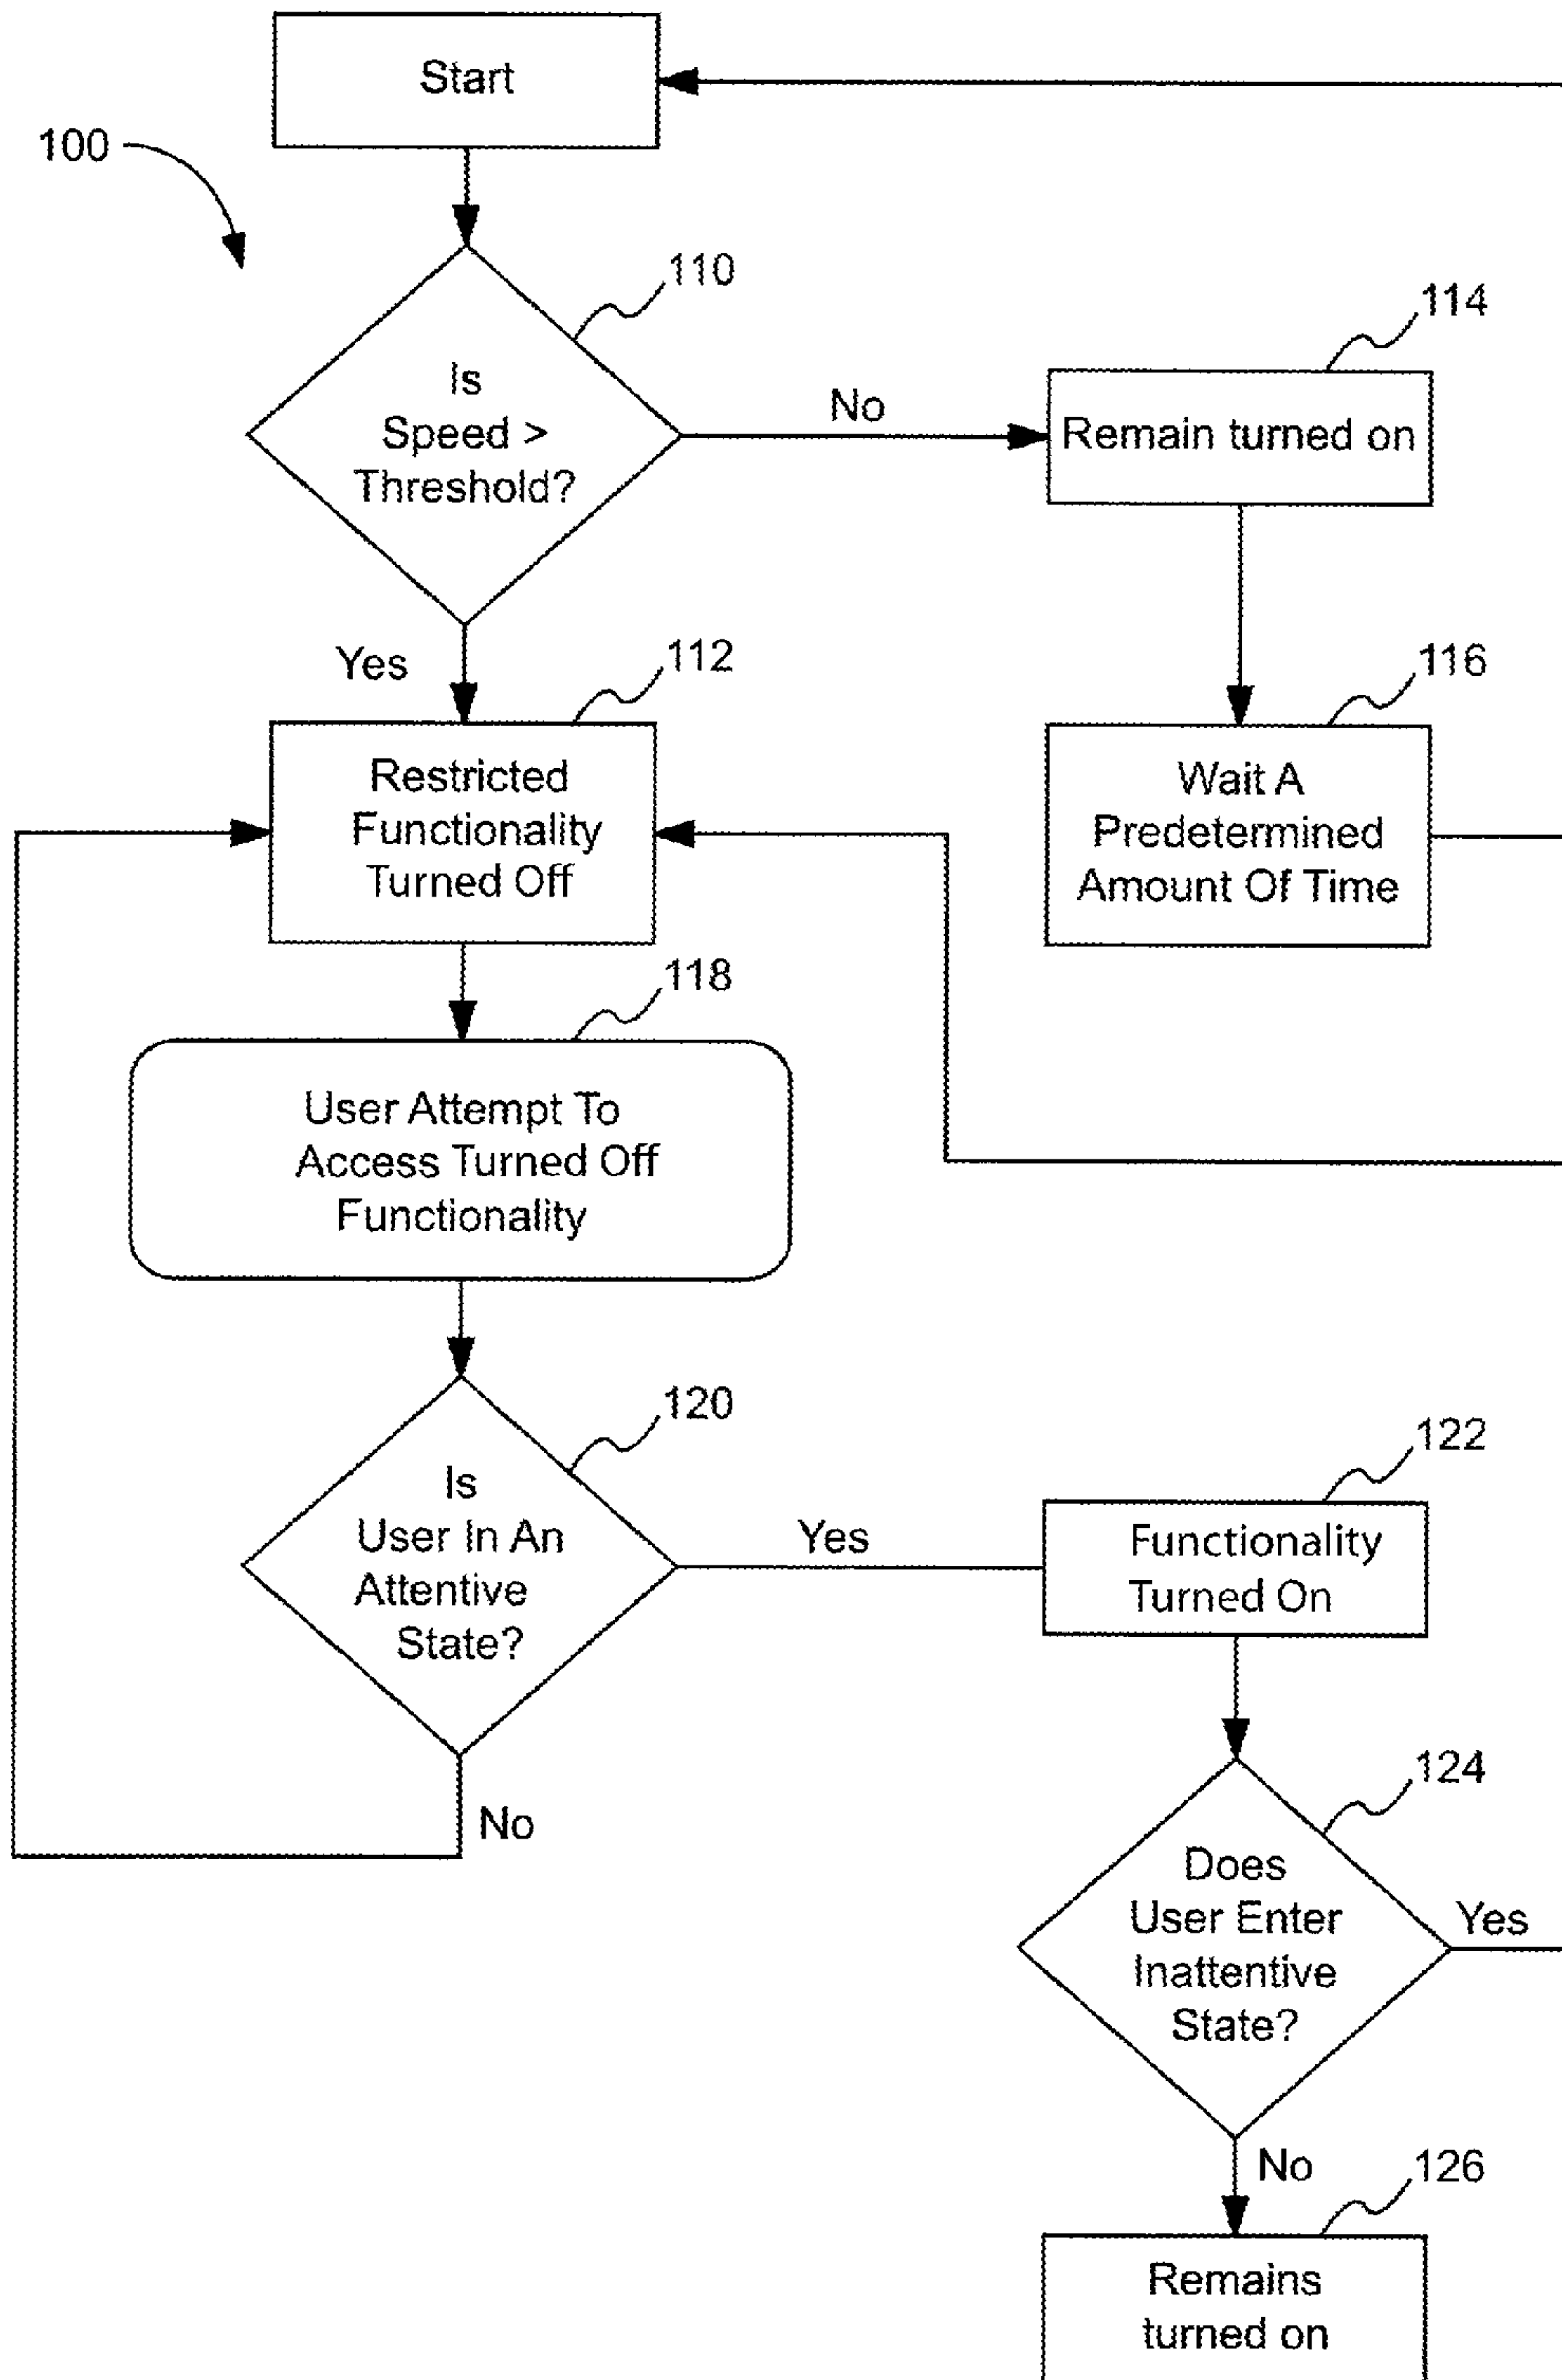 Start
100
110
Is
Speed >
Threshold?
No
114
Remain turned on
Yes
112
Restricted
Functionality
Turned Off
116
Wait A
Predetermined
Amount Of Time
118
User Attempt To
Access Turned Off
Functionality
120
Is
User In An
Attentive
State?
Yes
122
Functionality
Turned On
No
124
Does
User Enter
Inattentive
State?
Yes
No
126
Remains
turned on